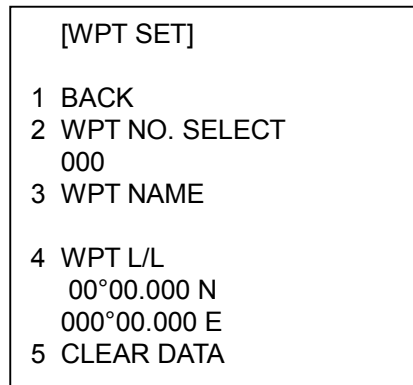 [WPT SET]
1 BACK
2 WPT NO. SELECT
000
3 WPT NAME
4 WPT L/L
00°00.000 N
000°00.000 E
5 CLEAR DATA